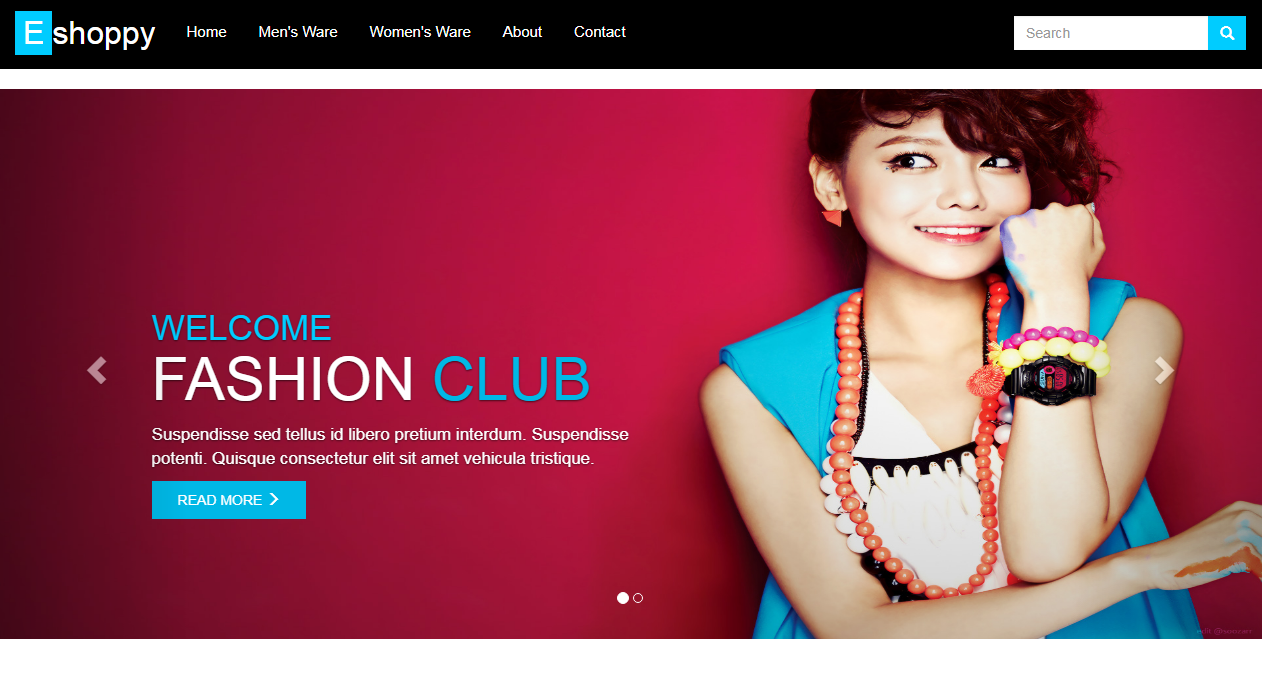 Eshoppy
Home
Men's Ware
Women's Ware
About
Contact
Search
WELCOME
FASHION CLUB
Suspendisse sed tellus id libero pretium interdum. Suspendisse
potenti. Quisque consectetur elit sit amet vehicula tristique.
READ MORE